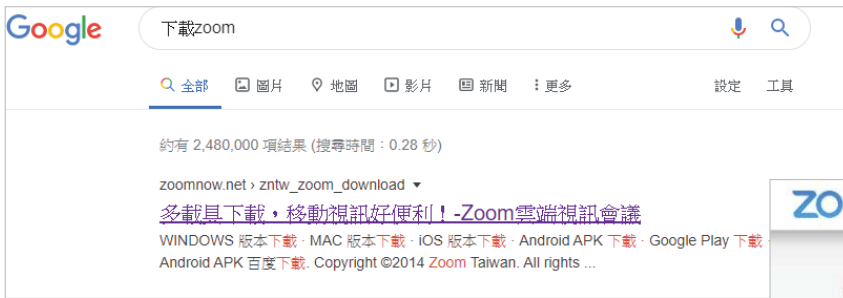 Google
下載zoom
全部 圖片 地圖 影片 新聞 更多 設定 工具
約有 2,480,000 項結果 (搜尋時間：0.28 秒)
zoomnow.net › zntw_zoom_download
多載具下載，移動視訊好便利！-Zoom雲端視訊會議
WINDOWS 版本下載 · MAC 版本下載 · iOS 版本下載 · Android APK 下載 · Google Play 下載 ·
Android APK 百度下載. Copyright ©2014 Zoom Taiwan. All rights ...
ZO